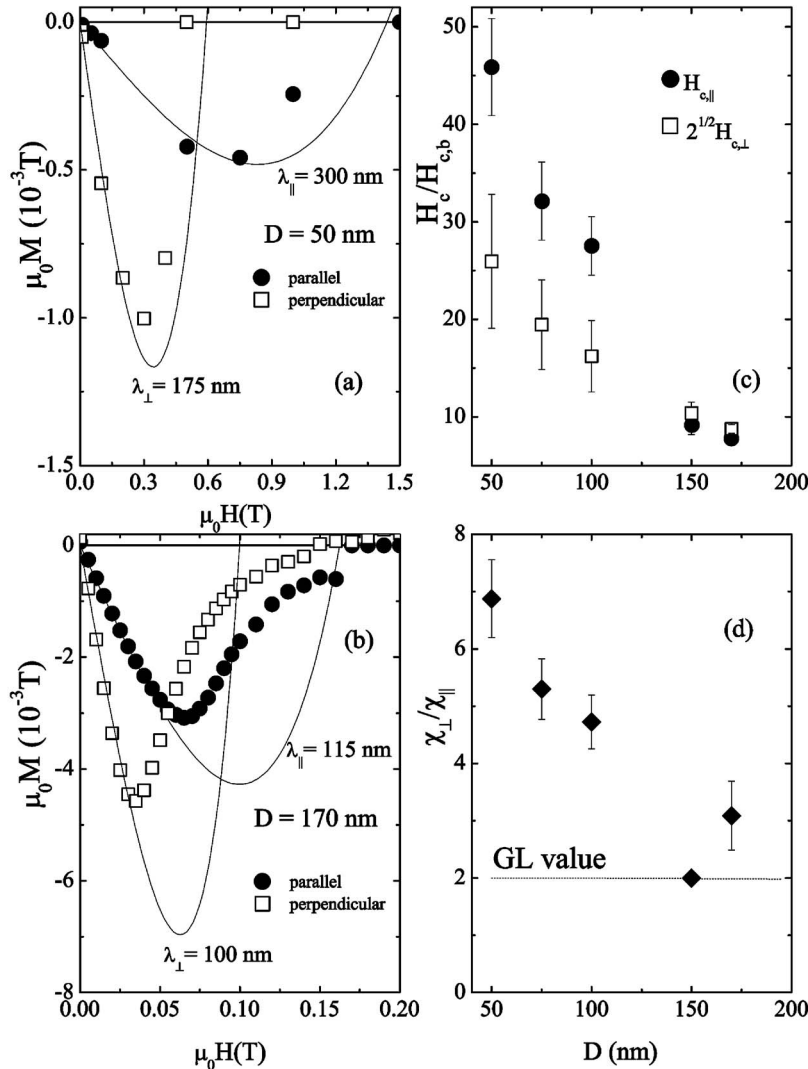 0.0
-0.5
-1.0
-1.5
μ₀M (10⁻³T)
λ∥= 300 nm
D = 50 nm
parallel
perpendicular
λ⊥= 175 nm
(a)
0.0 0.3 0.6 0.9 1.2 1.5
μ₀H(T)
50
40
30
20
10
H_c/H_c,b
H_c,∥
2^1/2H_c,⊥
(c)
50 100 150 200
0
-2
-4
-6
-8
μ₀M (10⁻³T)
(b)
λ∥= 115 nm
D = 170 nm
parallel
perpendicular
λ⊥= 100 nm
0.00 0.05 0.10 0.15 0.20
μ₀H(T)
8
6
4
2
0
χ⊥/χ∥
(d)
GL value
50 100 150 200
D (nm)